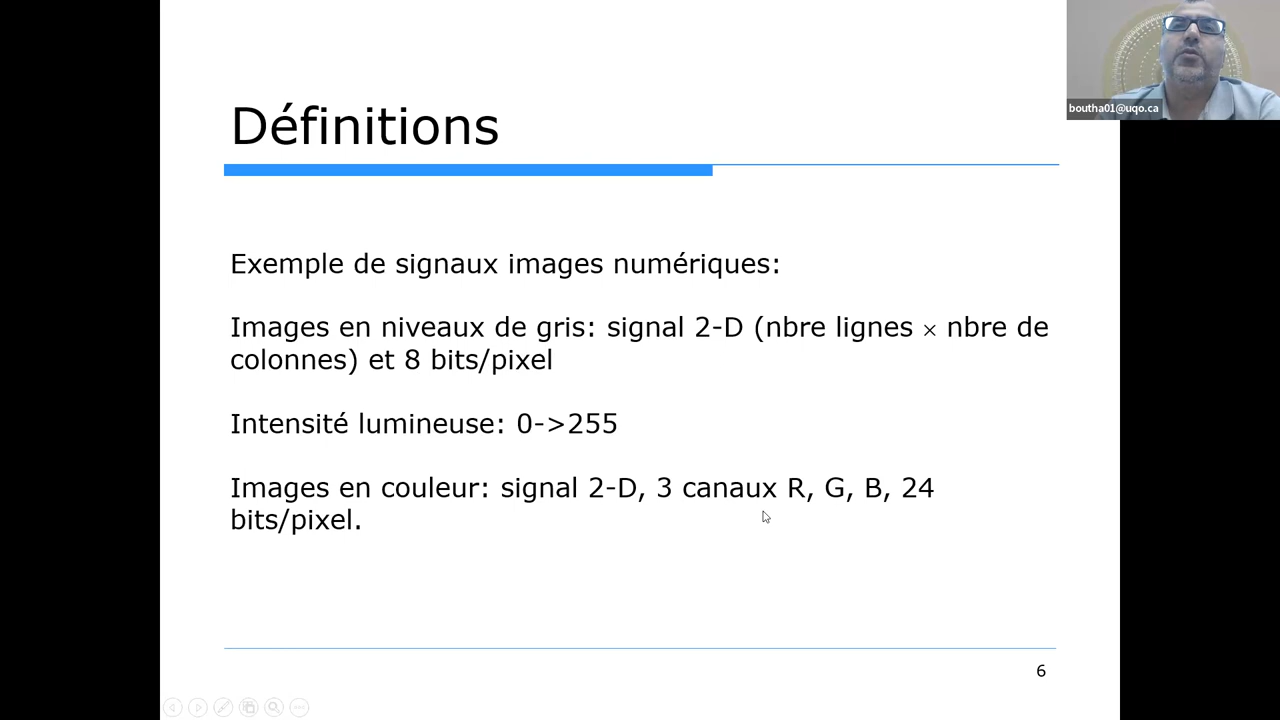 boutha01@uqo.ca
Définitions
Exemple de signaux images numériques:
Images en niveaux de gris: signal 2-D (nbre lignes × nbre de
colonnes) et 8 bits/pixel
Intensité lumineuse: 0->255
Images en couleur: signal 2-D, 3 canaux R, G, B, 24
bits/pixel.
6